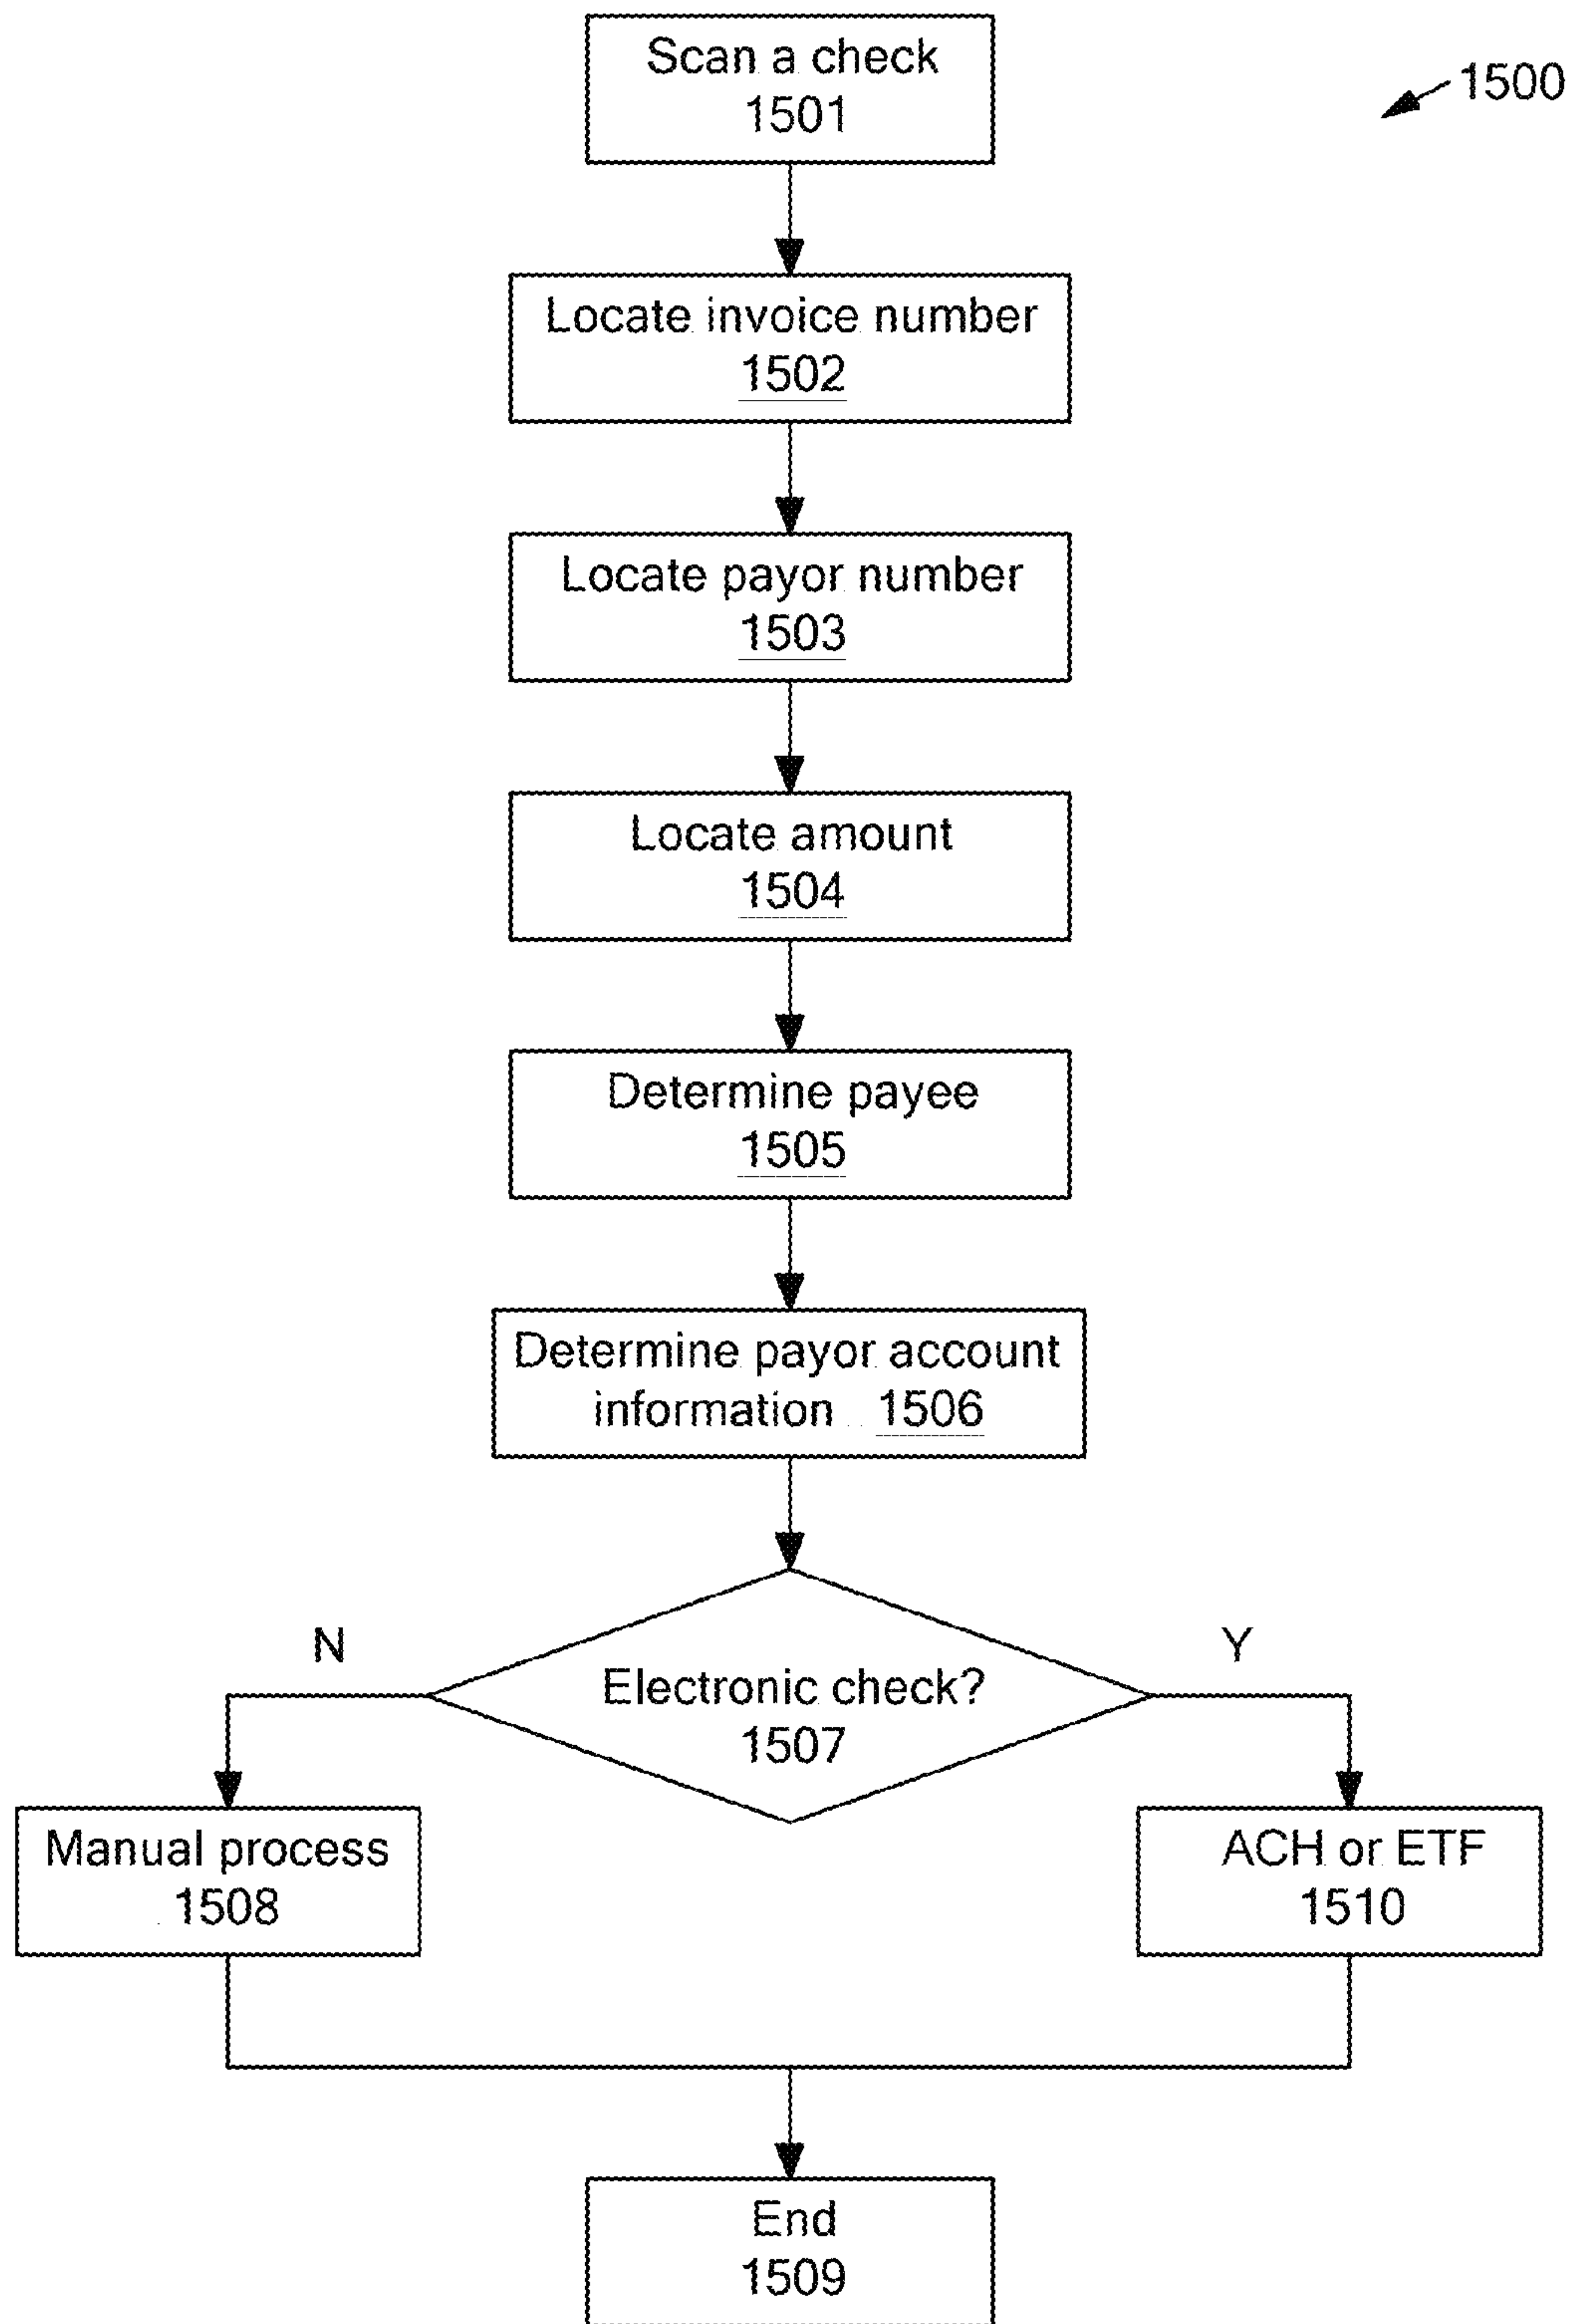 Scan a check
1501
1500
Locate invoice number
1502
Locate payor number
1503
Locate amount
1504
Determine payee
1505
Determine payor account
information 1506
N
Y
Electronic check?
1507
Manual process
1508
ACH or ETF
1510
End
1509